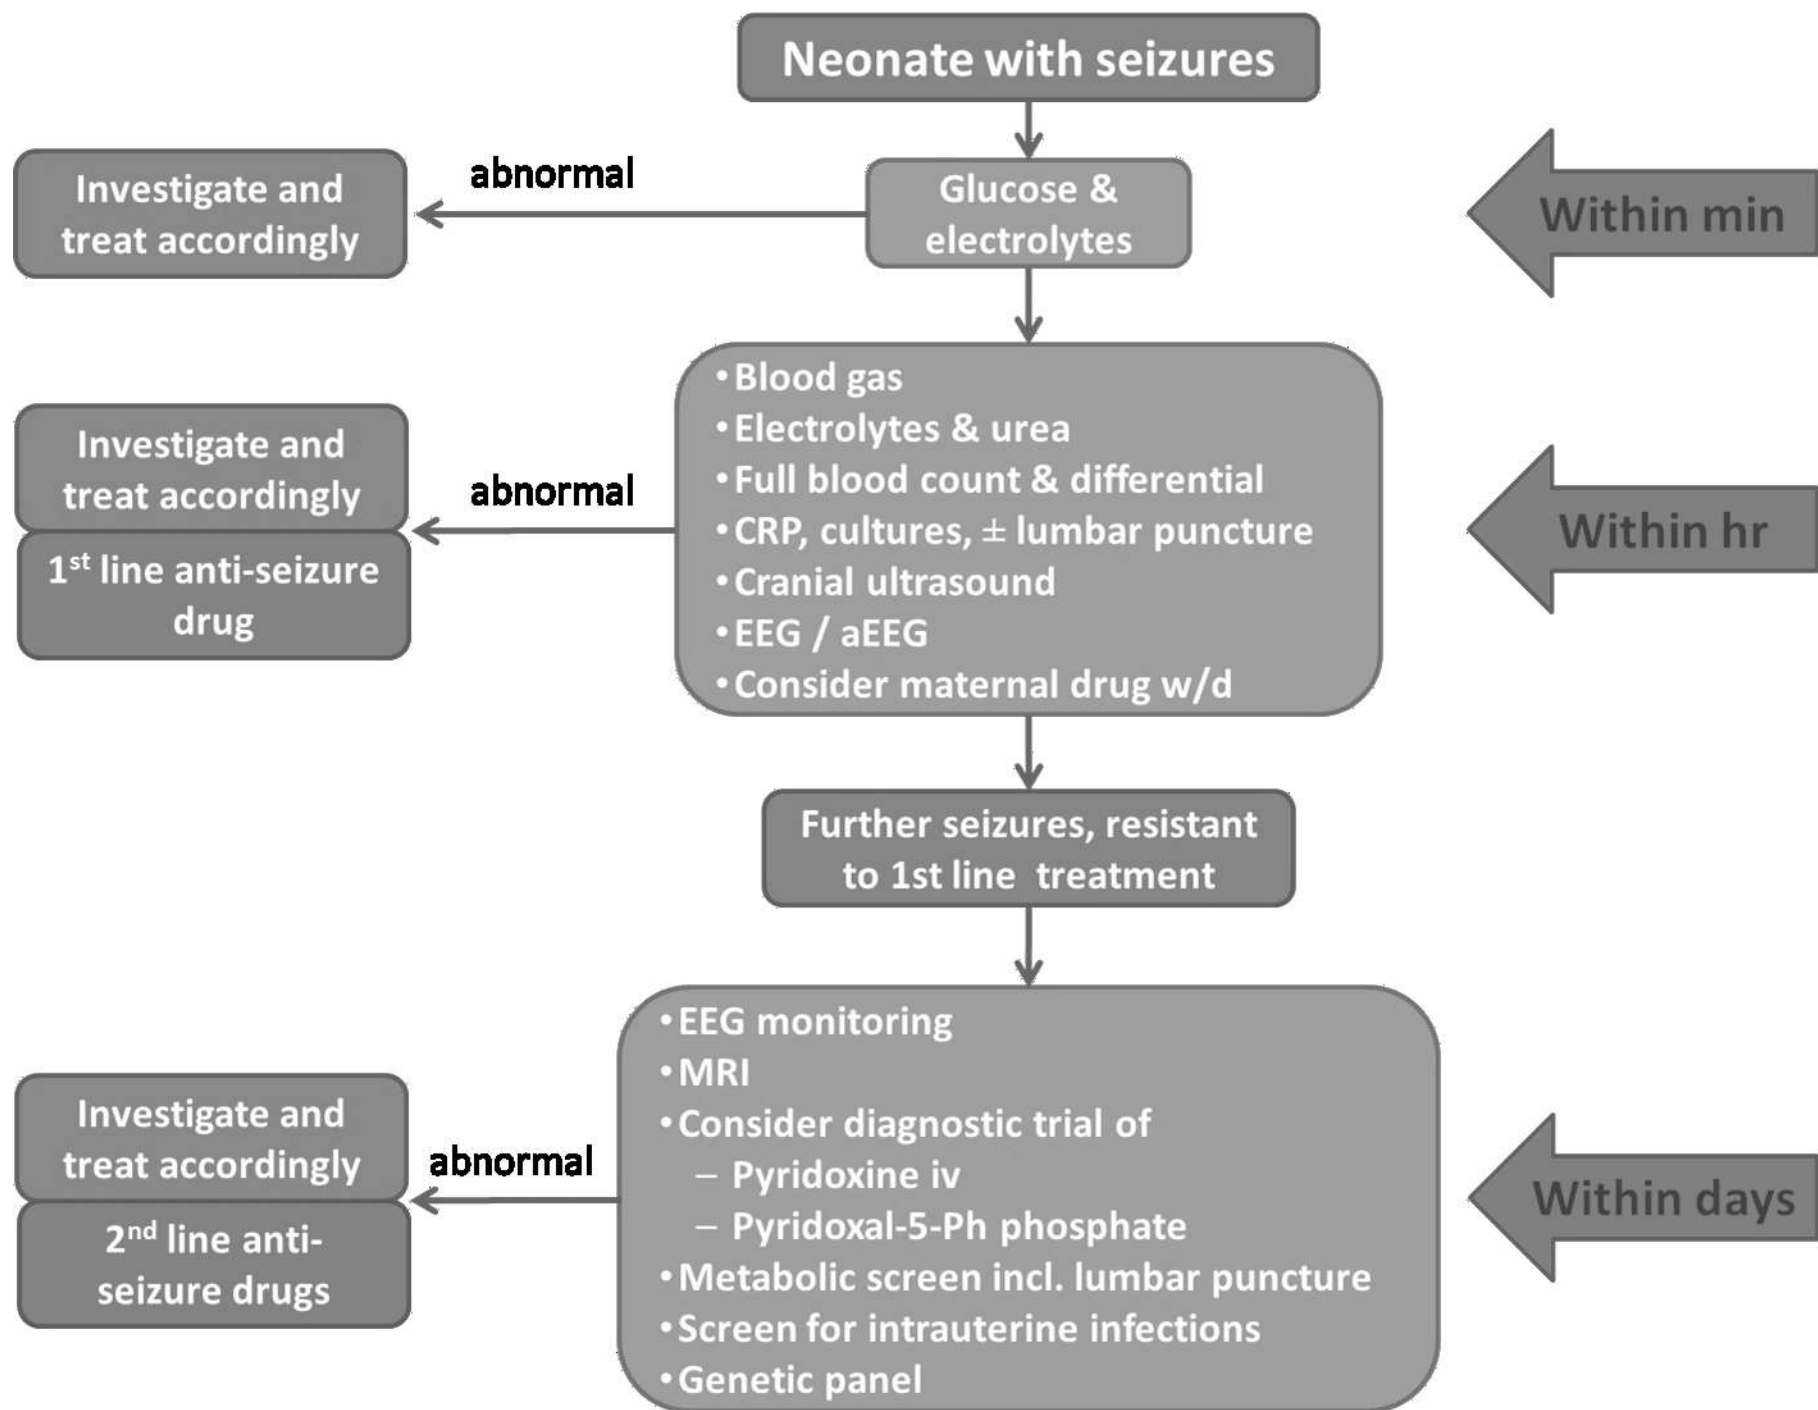 Neonate with seizures
abnormal
Investigate and
treat accordingly
Glucose &
electrolytes
Within min
• Blood gas
• Electrolytes & urea
• Full blood count & differential
• CRP, cultures, ± lumbar puncture
• Cranial ultrasound
• EEG / aEEG
• Consider maternal drug w/d
abnormal
Investigate and
treat accordingly
1st line anti-seizure
drug
Within hr
Further seizures, resistant
to 1st line treatment
• EEG monitoring
• MRI
• Consider diagnostic trial of
– Pyridoxine iv
– Pyridoxal-5-Ph phosphate
• Metabolic screen incl. lumbar puncture
• Screen for intrauterine infections
• Genetic panel
abnormal
Investigate and
treat accordingly
2nd line anti-
seizure drugs
Within days